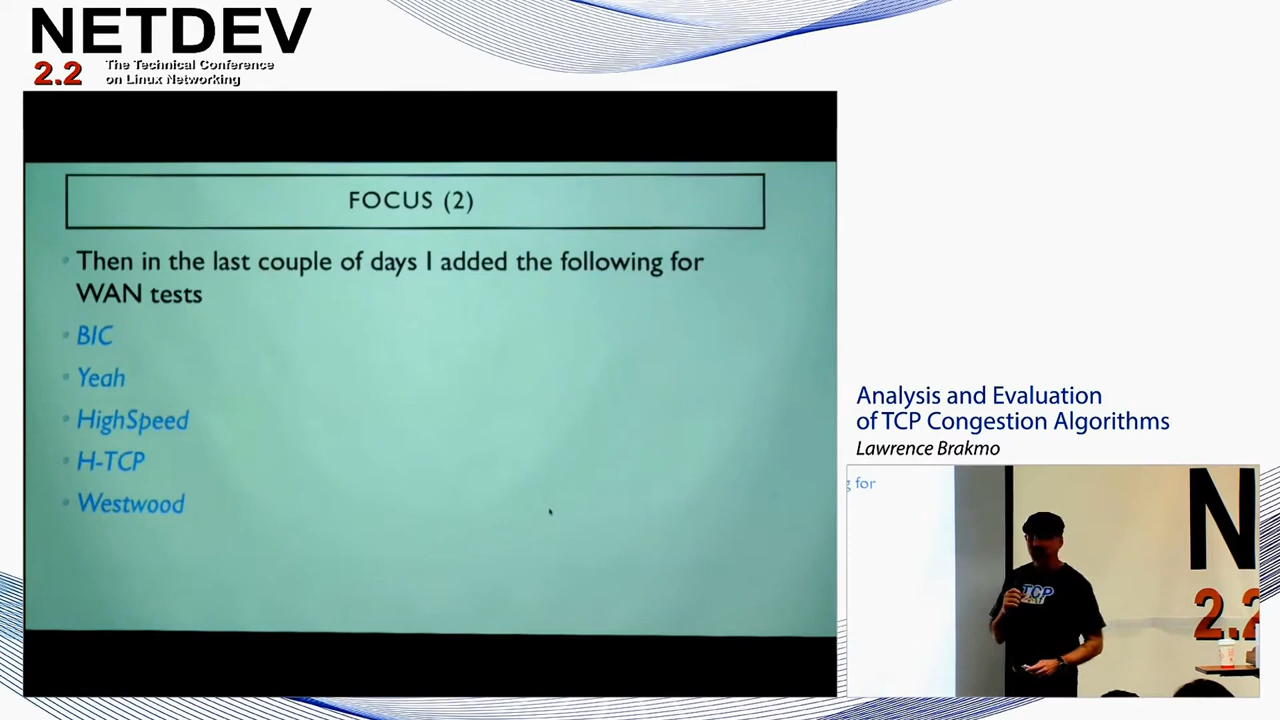 NETDEV
2.2 The Technical Conference
on Linux Networking
FOCUS (2)
Then in the last couple of days I added the following for
WAN tests
BIC
Yeah
HighSpeed
H-TCP
Westwood
Analysis and Evaluation
of TCP Congestion Algorithms
Lawrence Brakmo
for
N
TCP
2.2